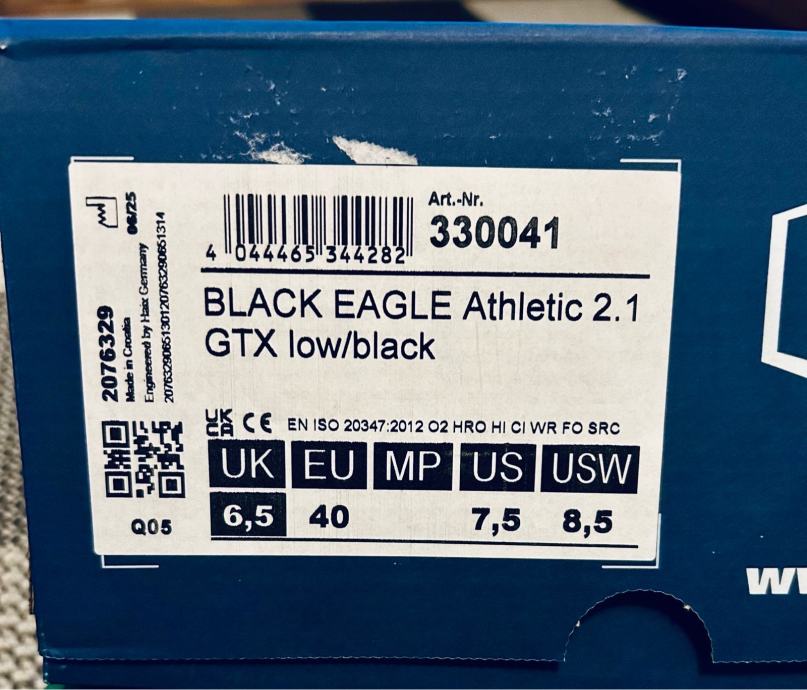 4 044465 344282
Art.-Nr.
330041
BLACK EAGLE Athletic 2.1
GTX low/black
2076329
Made in Croatia
06/25
Engineered by Haix Germany
UK
CA
CE EN ISO 20347:2012 O2 HRO HI CI WR FO SRC
UK EU MP US USW
6,5 40 7,5 8,5
Q05